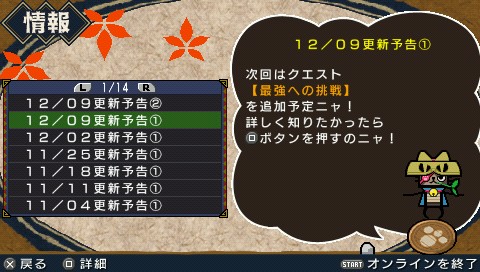 情報
L 1/14 R
12/09更新予告②
12/09更新予告①
12/02更新予告①
11/25更新予告①
11/18更新予告①
11/11更新予告①
11/04更新予告①
12/09更新予告①
次回はクエスト
【最強への挑戦】
を追加予定ニャ!
詳しく知りたかったら
□ボタンを押すのニャ!
×戻る □詳細
START オンラインを終了